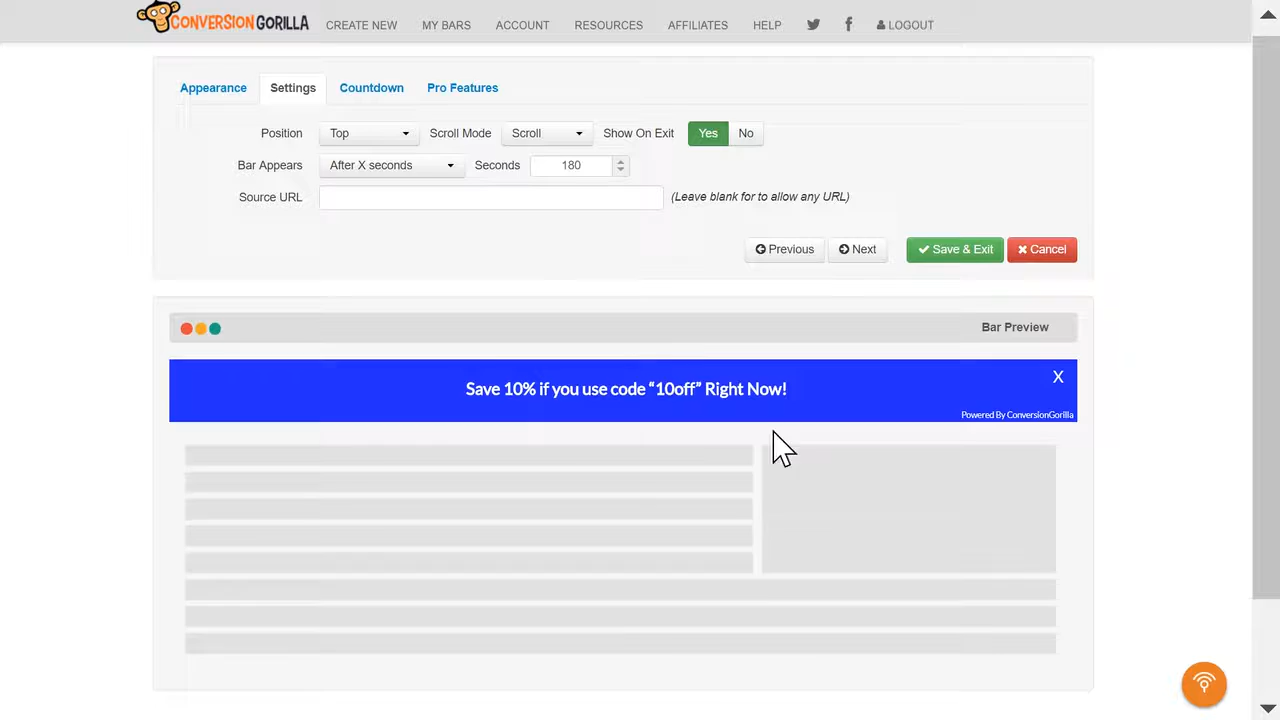 CONVERSION GORILLA CREATE NEW MY BARS ACCOUNT RESOURCES AFFILIATES HELP LOGOUT
Appearance Settings Countdown Pro Features
Position Top Scroll Mode Scroll Show On Exit Yes No
Bar Appears After X seconds Seconds 180
Source URL (Leave blank for to allow any URL)
Previous Next Save & Exit Cancel
Bar Preview
X
Save 10% if you use code “10off” Right Now!
Powered By ConversionGorilla